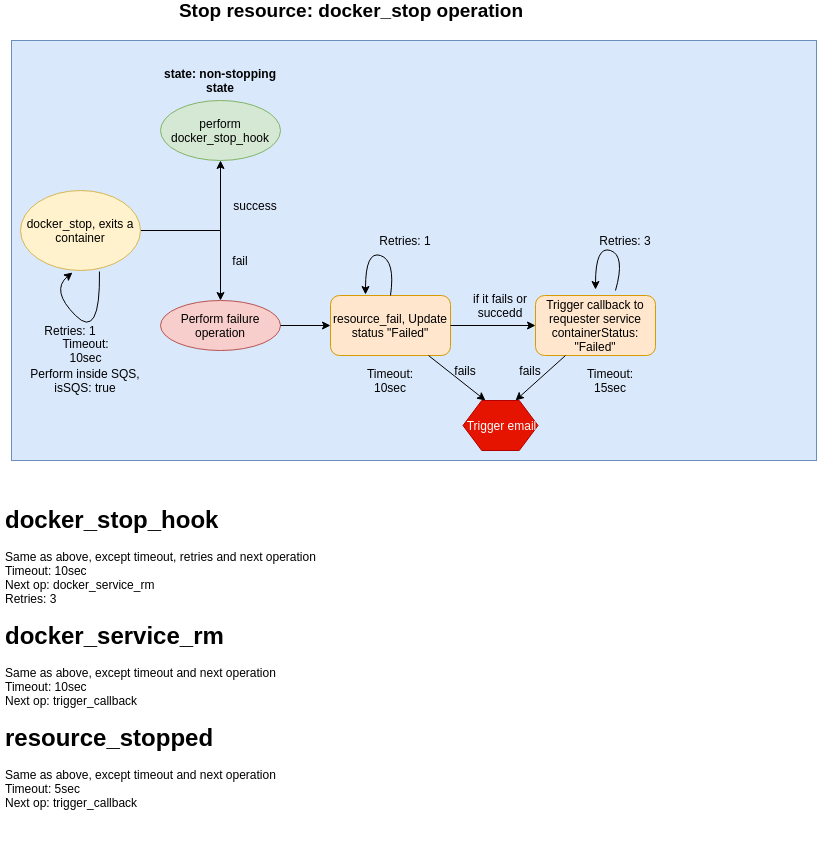 Stop resource: docker_stop operation
state: non-stopping
state
perform
docker_stop_hook
docker_stop, exits a
container
success
fail
Retries: 1
Timeout:
10sec
Perform inside SQS,
isSQS: true
Perform failure
operation
Retries: 1
resource_fail, Update
status "Failed"
Timeout:
10sec
if it fails or
succedd
Retries: 3
Trigger callback to
requester service
containerStatus:
"Failed"
Timeout:
15sec
fails
fails
Trigger email
docker_stop_hook
Same as above, except timeout, retries and next operation
Timeout: 10sec
Next op: docker_service_rm
Retries: 3
docker_service_rm
Same as above, except timeout and next operation
Timeout: 10sec
Next op: trigger_callback
resource_stopped
Same as above, except timeout and next operation
Timeout: 5sec
Next op: trigger_callback